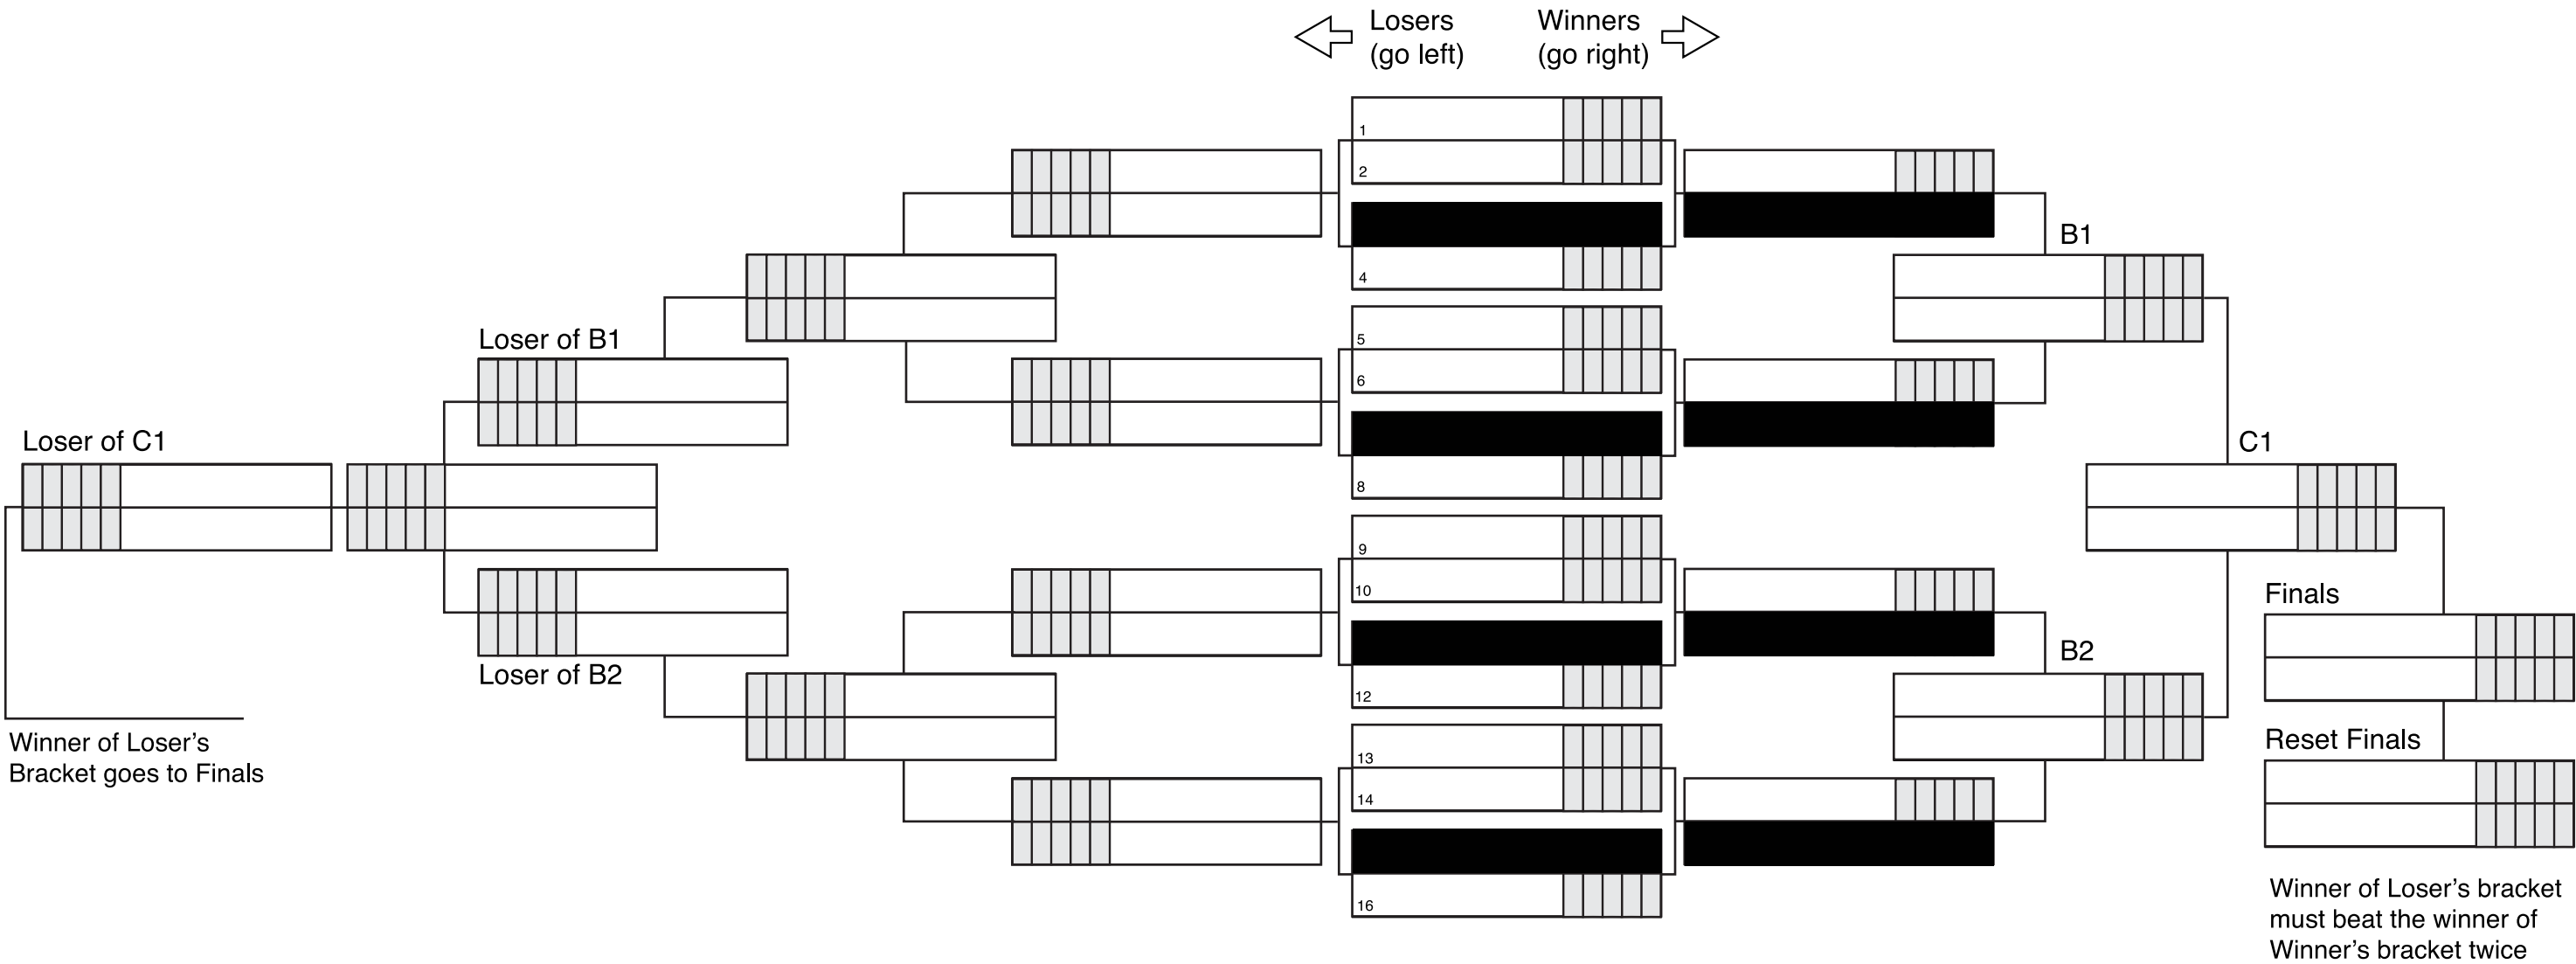 Losers
(go left)
Winners
(go right)
1
2
4
5
6
8
9
10
12
13
14
16
B1
B2
C1
Finals
Reset Finals
Winner of Loser’s bracket
must beat the winner of
Winner’s bracket twice
Loser of B1
Loser of C1
Loser of B2
Winner of Loser’s
Bracket goes to Finals